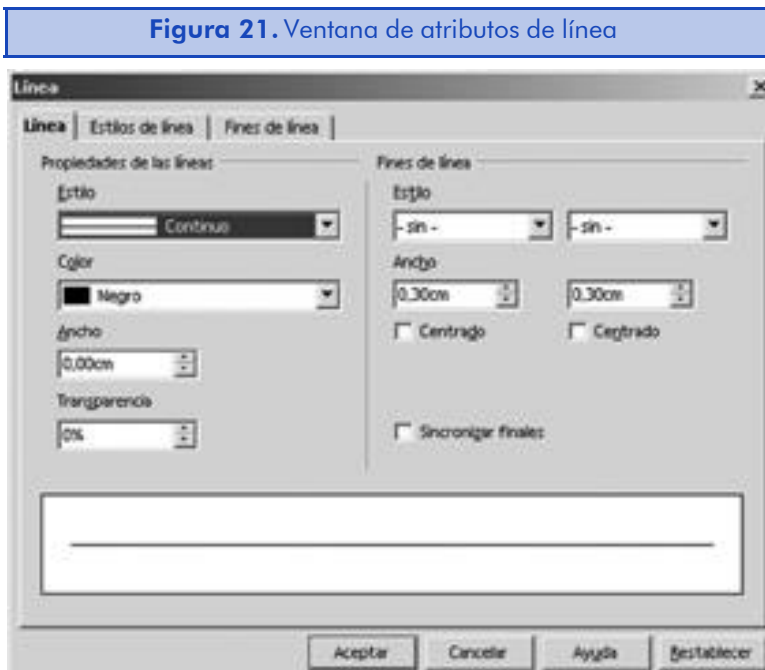 Figura 21. Ventana de atributos de línea
Línea
Línea Estilos de línea Fines de línea
Propiedades de las líneas
Estilo
Continuo
Color
Negro
Ancho
0,00cm
Transparencia
0%
Fines de línea
Estilo
- sin - - sin -
Ancho
0,30cm 0,30cm
Centrado Centrado
Sincronizar finales
Aceptar Cancelar Ayuda Restablecer